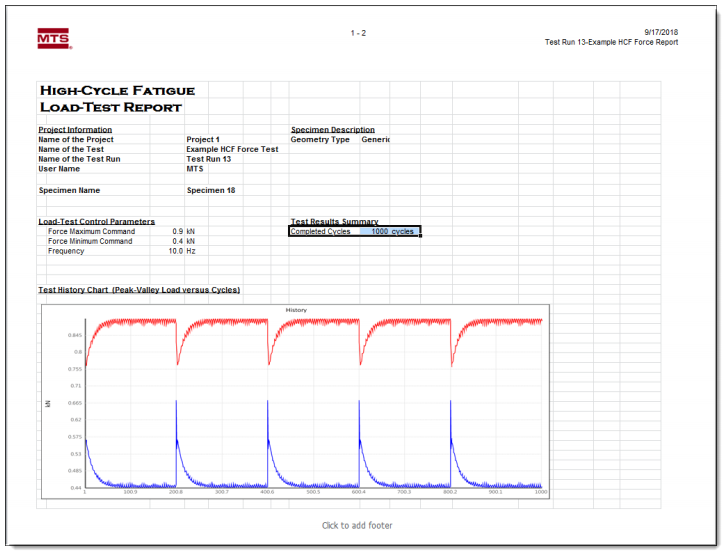 MTS
1 - 2
9/17/2018
Test Run 13-Example HCF Force Report
High-Cycle Fatigue
Load-Test Report
Project Information Specimen Description
Name of the Project Project 1 Geometry Type Generic
Name of the Test Example HCF Force Test
Name of the Test Run Test Run 13
User Name MTS
Specimen Name Specimen 18
Load-Test Control Parameters Test Results Summary
Force Maximum Command 0.9 kN Completed Cycles 1000 cycles
Force Minimum Command 0.4 kN
Frequency 10.0 Hz
Test History Chart (Peak-Valley Load versus Cycles)
History
0.845
0.8
0.755
0.71
kN
0.665
0.62
0.575
0.53
0.485
0.44
1 100.9 200.8 300.7 400.6 500.5 600.4 700.3 800.2 900.1 1000
Click to add footer